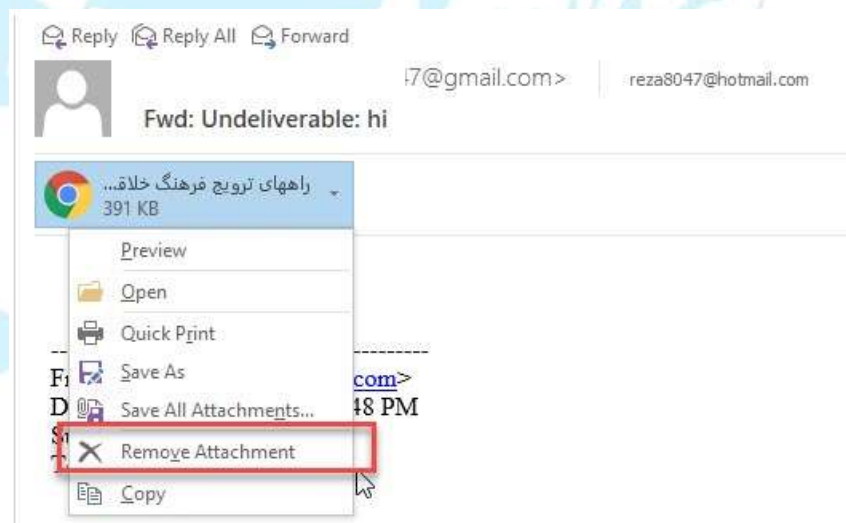 Reply Reply All Forward
@gmail.com> reza8047@hotmail.com
Fwd: Undeliverable: hi
راههای ترویج فرهنگ خلاق...
391 KB
Preview
Open
Quick Print
Save As
com>
Save All Attachments...
48 PM
Remove Attachment
Copy